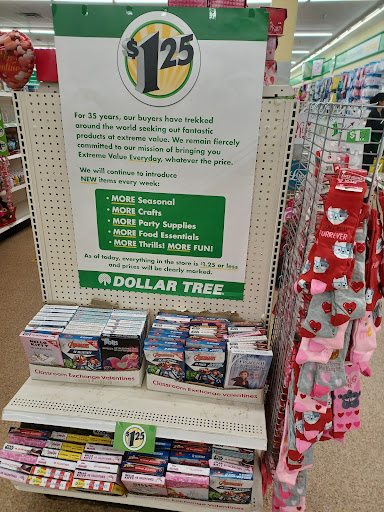 $1.25
For 35 years, our buyers have trekked
around the world seeking out fantastic
products at extreme value. We remain fiercely
committed to our mission of bringing you
Extreme Value Everyday, whatever the price.
We will continue to introduce
NEW items every week:
• MORE Seasonal
• MORE Crafts
• MORE Party Supplies
• MORE Food Essentials
• MORE Thrills! MORE FUN!
As of today, everything in the store is $1.25 or less
and prices will be clearly marked.
DOLLAR TREE
Classroom Exchange Valentines
Classroom Exchange Valentines
$1.25
FURREVER